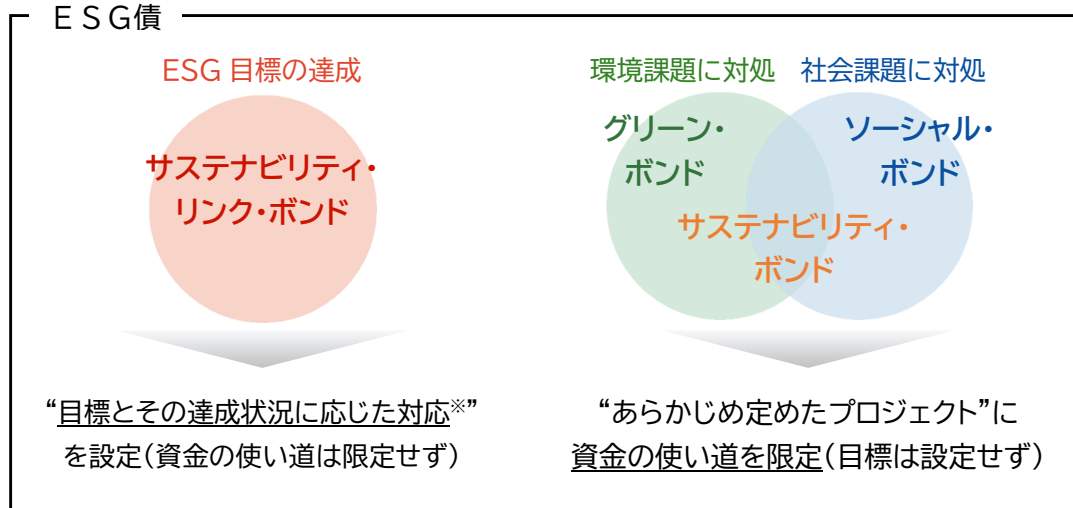 ESG債
ESG 目標の達成
サステナビリティ・
リンク・ボンド
“目標とその達成状況に応じた対応※”
を設定(資金の使い道は限定せず)
環境課題に対処
社会課題に対処
グリーン・
ボンド
ソーシャル・
ボンド
サステナビリティ・
ボンド
“あらかじめ定めたプロジェクト”に
資金の使い道を限定(目標は設定せず)